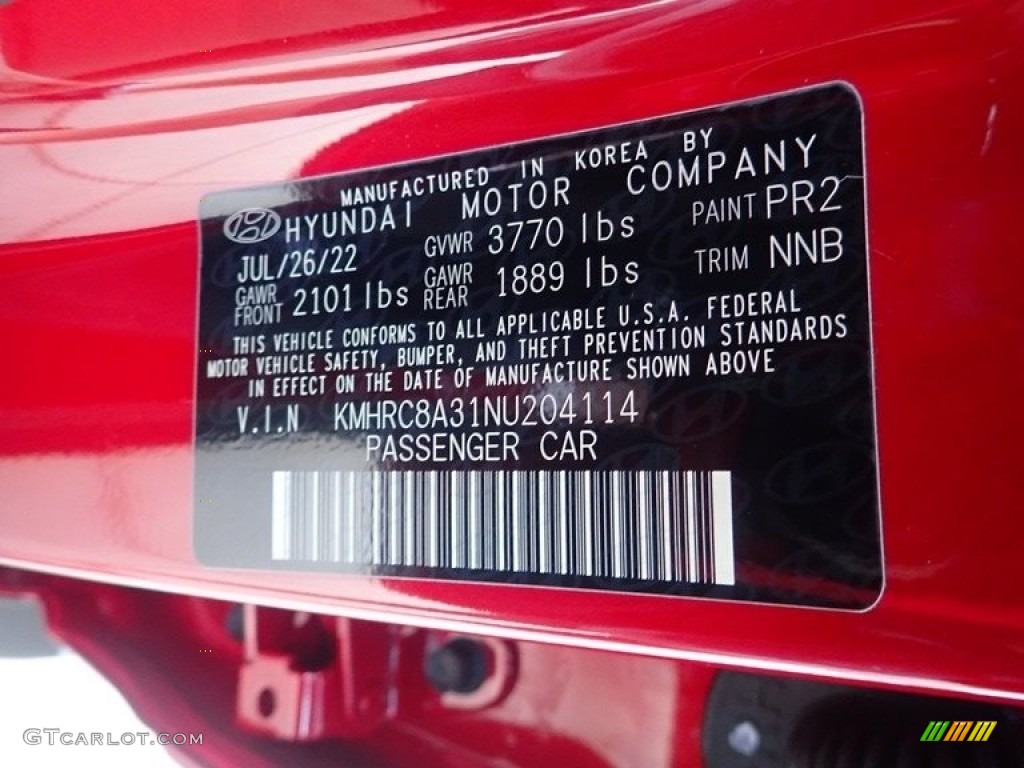 MANUFACTURED IN KOREA BY
HYUNDAI MOTOR COMPANY
JUL/26/22 GVWR 3770 lbs PAINT PR2
GAWR FRONT 2101 lbs GAWR REAR 1889 lbs TRIM NNB
THIS VEHICLE CONFORMS TO ALL APPLICABLE U.S.A. FEDERAL
MOTOR VEHICLE SAFETY, BUMPER, AND THEFT PREVENTION STANDARDS
IN EFFECT ON THE DATE OF MANUFACTURE SHOWN ABOVE
V.I.N KMHRC8A31NU204114
PASSENGER CAR
GTCARLOT.COM